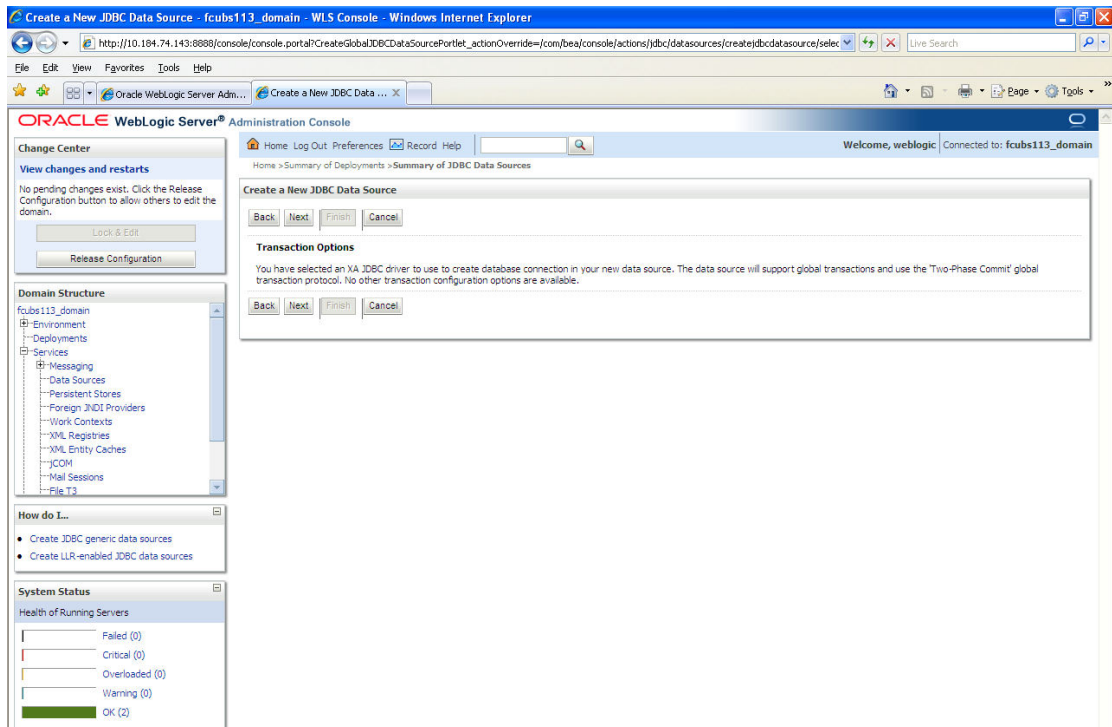 Create a New JDBC Data Source - fcubs113_domain - WLS Console - Windows Internet Explorer
http://10.184.74.143:8888/console/console.portal?CreateGlobalJDBCDataSourcePortlet_actionOverride=/com/bea/console/actions/jdbc/datasources/createjdbcdatasource/selec
Live Search
File Edit View Favorites Tools Help
Oracle WebLogic Server Adm...
Create a New JDBC Data ... X
Page Tools »
ORACLE WebLogic Server® Administration Console
Change Center
View changes and restarts
No pending changes exist. Click the Release
Configuration button to allow others to edit the
domain.
Lock & Edit
Release Configuration
Domain Structure
fcubs113_domain
Environment
Deployments
Services
Messaging
Data Sources
Persistent Stores
Foreign JNDI Providers
Work Contexts
XML Registries
XML Entity Caches
jCOM
Mail Sessions
File T3
How do I...
Create JDBC generic data sources
Create LLR-enabled JDBC data sources
System Status
Health of Running Servers
Failed (0)
Critical (0)
Overloaded (0)
Warning (0)
OK (2)
Home Log Out Preferences Record Help
Welcome, weblogic Connected to: fcubs113_domain
Home >Summary of Deployments >Summary of JDBC Data Sources
Create a New JDBC Data Source
Back Next Finish Cancel
Transaction Options
You have selected an XA JDBC driver to use to create database connection in your new data source. The data source will support global transactions and use the 'Two-Phase Commit' global
transaction protocol. No other transaction configuration options are available.
Back Next Finish Cancel